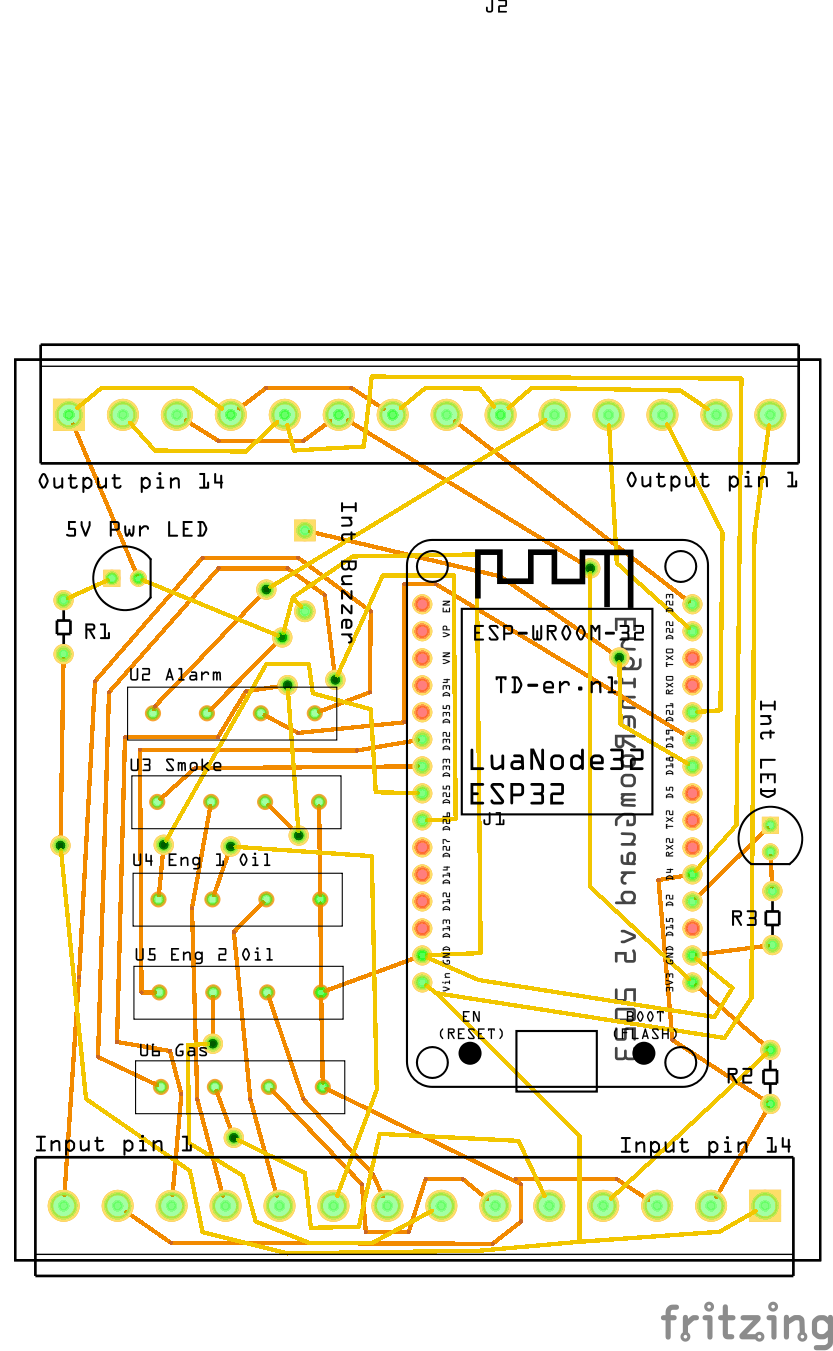 J2
Output pin 14
Output pin 1
5V Pwr LED
Int Buzzer
R1
U2 Alarm
U3 Smoke
U4 Eng 1 Oil
U5 Eng 2 Oil
U6 Gas
EN
VP
VN
D34
D35
D32
D33
D25
D26
D27
D14
D12
D13
GND
Vin
D23
D22
TX0
RX0
D21
D19
D18
D5
TX2
RX2
D4
D2
D15
GND
3V3
ESP-WROOM-32
TD-er.nl
LuaNode32
ESP32
J1
EngineRoomGuard v5 2023
EN
(RESET)
BOOT
(FLASH)
Int LED
R3
R2
Input pin 1
Input pin 14
fritzing